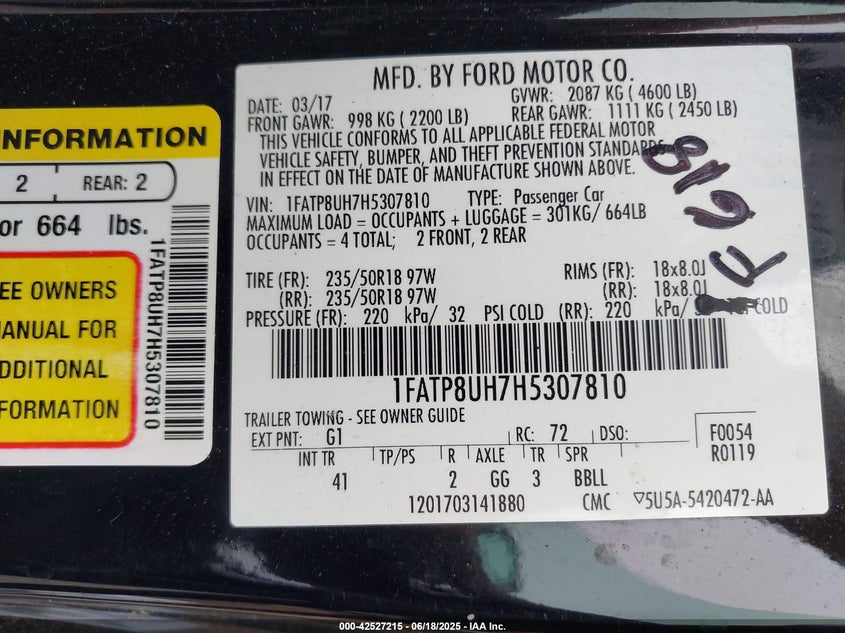 INFORMATION
2 REAR: 2
or 664 lbs.
EE OWNERS
MANUAL FOR
DDITIONAL
FORMATION
1FATP8UH7H5307810
MFD. BY FORD MOTOR CO.
DATE: 03/17 GVWR: 2087 KG ( 4600 LB)
FRONT GAWR: 998 KG ( 2200 LB) REAR GAWR: 1111 KG ( 2450 LB)
THIS VEHICLE CONFORMS TO ALL APPLICABLE FEDERAL MOTOR
VEHICLE SAFETY, BUMPER, AND THEFT PREVENTION STANDARDS
IN EFFECT ON THE DATE OF MANUFACTURE SHOWN ABOVE.
VIN: 1FATP8UH7H5307810 TYPE: Passenger Car
MAXIMUM LOAD = OCCUPANTS + LUGGAGE = 301KG/ 664LB
OCCUPANTS = 4 TOTAL; 2 FRONT, 2 REAR
TIRE (FR): 235/50R18 97W RIMS (FR): 18x8.0J
(RR): 235/50R18 97W (RR): 18x8.0J
PRESSURE (FR): 220 kPa/ 32 PSI COLD (RR): 220 kPa/ COLD
1FATP8UH7H5307810
TRAILER TOWING - SEE OWNER GUIDE
EXT PNT: G1 RC: 72 DSO: F0054
R0119
INT TR TP/PS R AXLE TR SPR
41 2 GG 3 BBLL
1201703141880 CMC ▽5U5A-5420472-AA
000-42527215 - 06/18/2025 - IAA Inc.